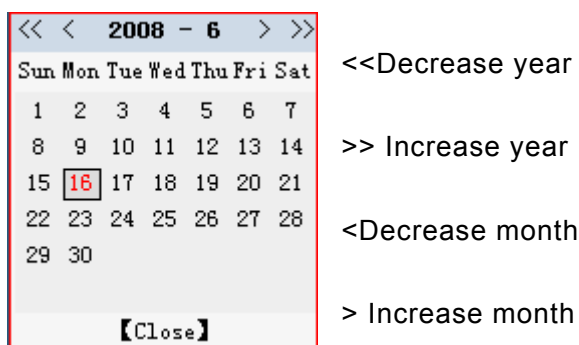 << < 2008 - 6 > >>
Sun Mon Tue Wed Thu Fri Sat
1 2 3 4 5 6 7
8 9 10 11 12 13 14
15 16 17 18 19 20 21
22 23 24 25 26 27 28
29 30
【Close】
<<Decrease year
>> Increase year
<Decrease month
> Increase month